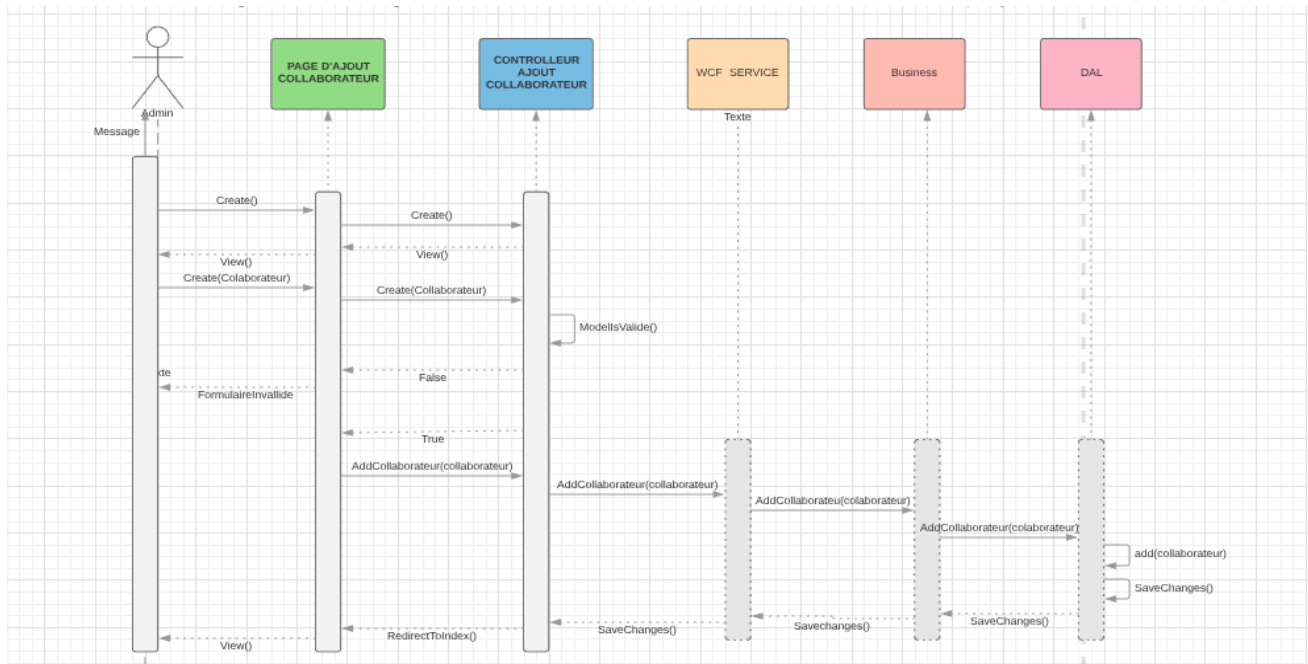 Admin
PAGE D'AJOUT
COLLABORATEUR
CONTROLLEUR
AJOUT
COLLABORATEUR
WCF SERVICE
Business
DAL
Texte
Message
Create()
Create()
View()
View()
Create(Colaborateur)
Create(Collaborateur)
ModelIsValide()
xte
False
FormulaireInvallide
True
AddCollaborateur(collaborateur)
AddCollaborateur(collaborateur)
AddCollaborateu(colaborateur)
AddCollaborateur(colaborateur)
add(collaborateur)
SaveChanges()
SaveChanges()
Savechanges()
SaveChanges()
RedirectToIndex()
View()